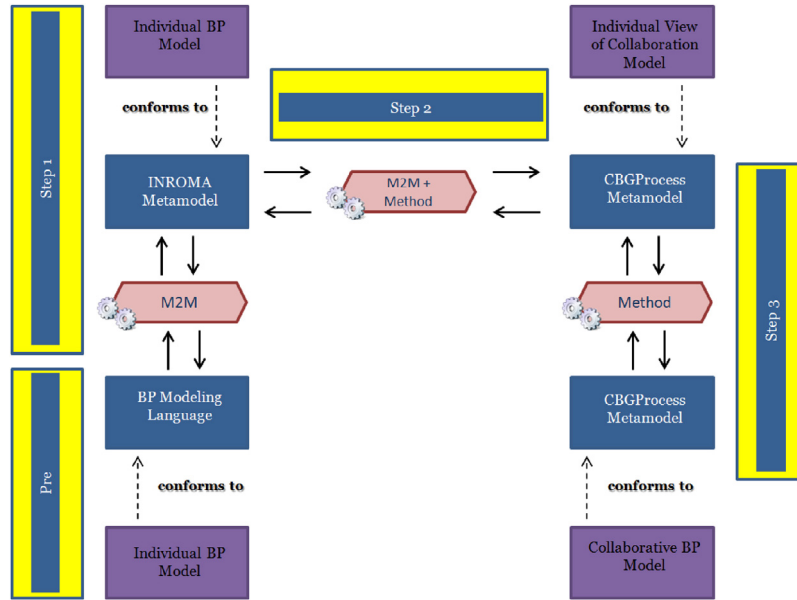 Individual BP
Model
Individual View
of Collaboration
Model
conforms to
Step 2
conforms to
Step 1
INROMA
Metamodel
M2M +
Method
CBGProcess
Metamodel
M2M
Method
Step 3
BP Modeling
Language
CBGProcess
Metamodel
Pre
conforms to
conforms to
Individual BP
Model
Collaborative BP
Model